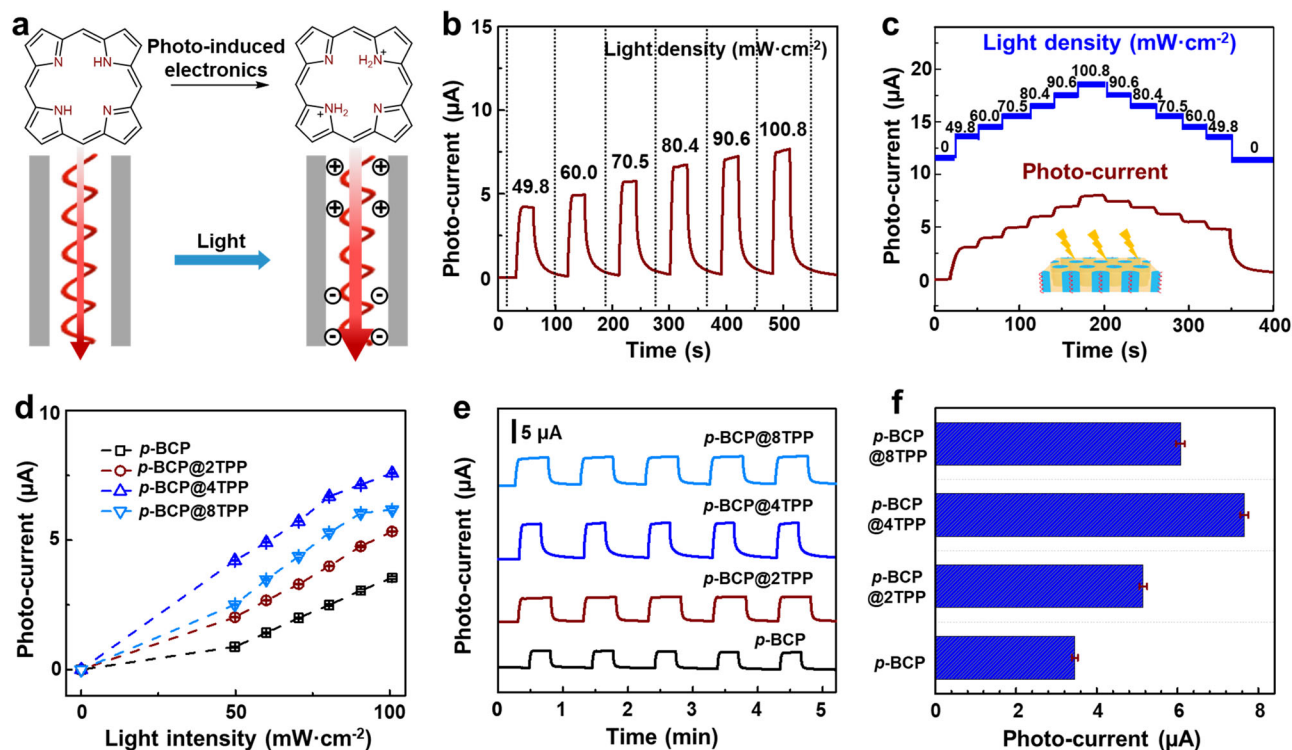 a
Photo-induced
electronics
N
HN
NH
N
N
H₂N
+
NH₂
+
N
Light
+ +
+ +
- -
- -
b
Light density (mW·cm⁻²)
49.8
60.0
70.5
80.4
90.6
100.8
15
10
5
0
Photo-current (µA)
0 100 200 300 400 500
Time (s)
c
Light density (mW·cm⁻²)
0 49.8 60.0 70.5 80.4 90.6 100.8 90.6 80.4 70.5 60.0 49.8 0
Photo-current
25
20
15
10
5
0
Photo-current (µA)
0 100 200 300 400
Time (s)
d
p-BCP
p-BCP@2TPP
p-BCP@4TPP
p-BCP@8TPP
10
5
0
Photo-current (µA)
0 50 100
Light intensity (mW·cm⁻²)
e
5 µA
p-BCP@8TPP
p-BCP@4TPP
p-BCP@2TPP
p-BCP
Photo-current (µA)
0 1 2 3 4 5
Time (min)
f
p-BCP
@8TPP
p-BCP
@4TPP
p-BCP
@2TPP
p-BCP
0 2 4 6 8
Photo-current (µA)